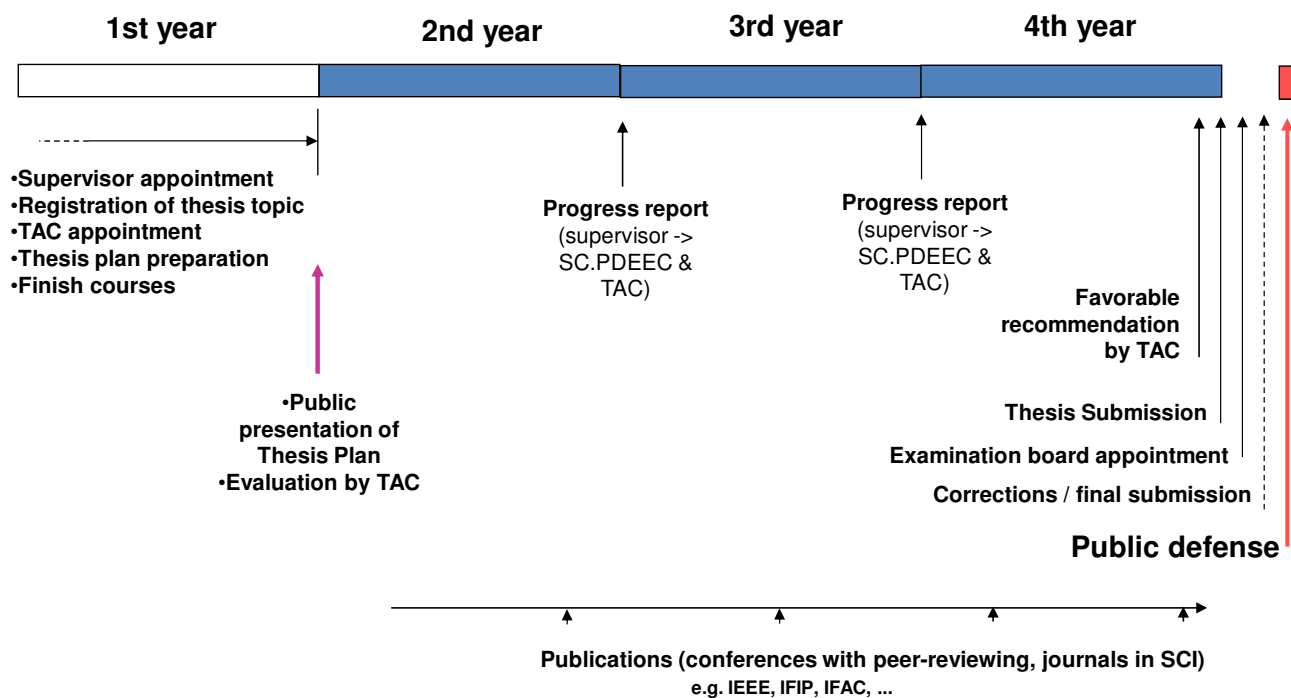 1st year
2nd year
3rd year
4th year
•Supervisor appointment
•Registration of thesis topic
•TAC appointment
•Thesis plan preparation
•Finish courses
•Public
presentation of
Thesis Plan
•Evaluation by TAC
Progress report
(supervisor ->
SC.PDEEC &
TAC)
Progress report
(supervisor ->
SC.PDEEC &
TAC)
Favorable
recommendation
by TAC
Thesis Submission
Examination board appointment
Corrections / final submission
Public defense
Publications (conferences with peer-reviewing, journals in SCI)
e.g. IEEE, IFIP, IFAC, ...